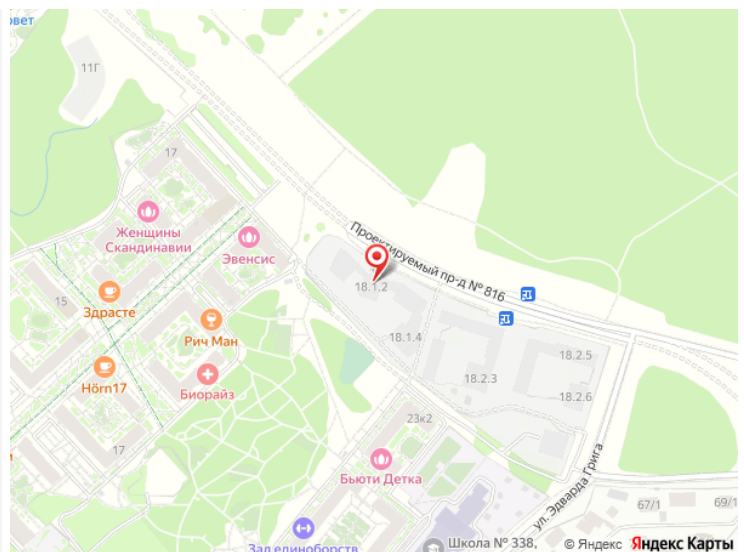 овет
11Г
17
Женщины
Скандинавии
Эвенсис
Проектируемый пр-д № 816
18.1.2
15
Здрасте
Рич Ман
18.1.4
18.2.5
Hörn17
Биорайз
18.2.3
18.2.6
23к2
17
ул. Эдварда Грига
Бьюти Детка
67/1
69/1
Школа № 338,
Зал единоборств
© Яндекс Яндекс Карты